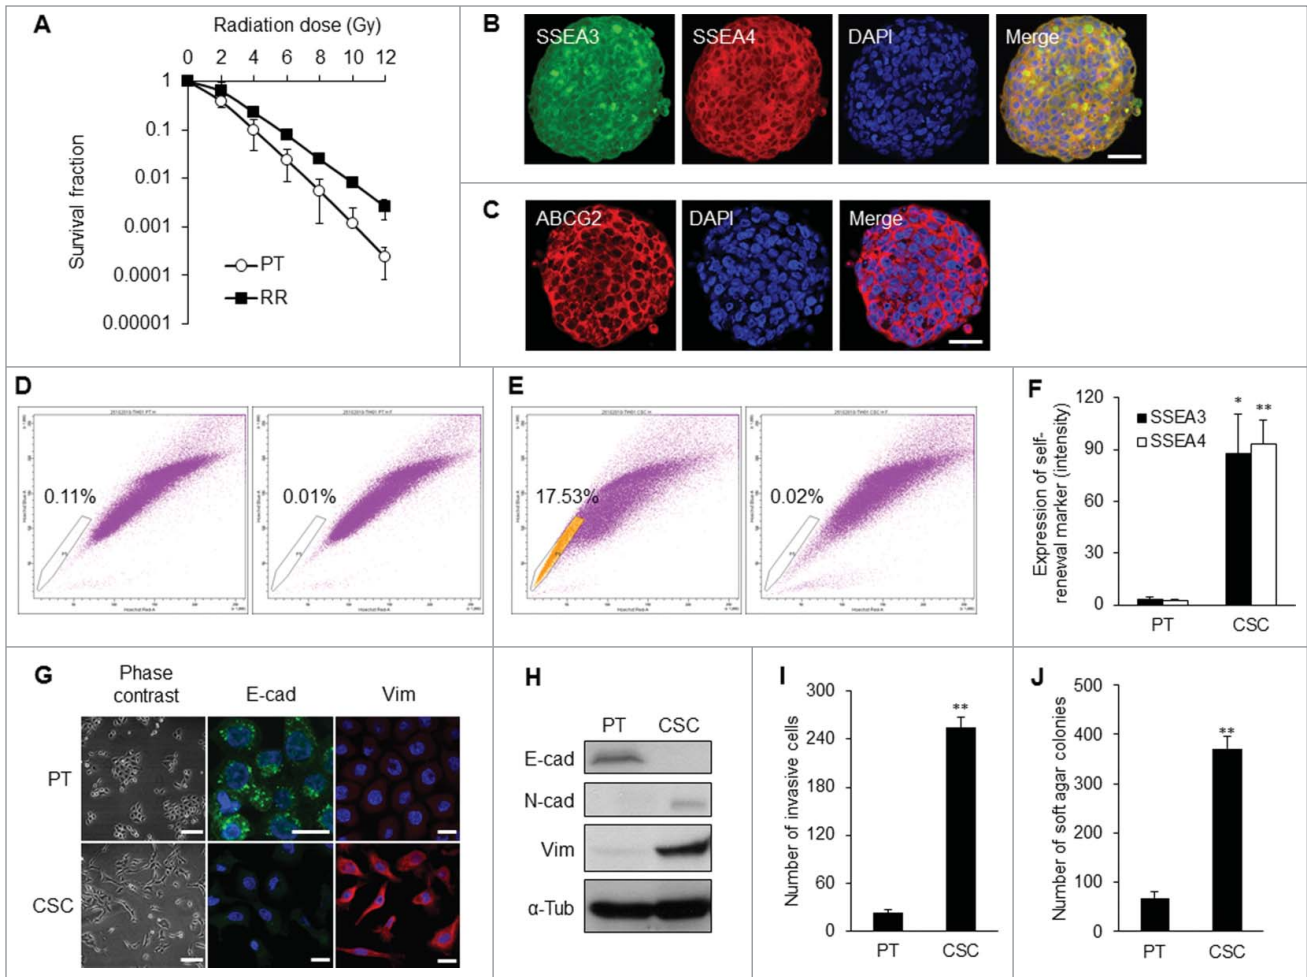 A
Radiation dose (Gy)
0 2 4 6 8 10 12
1
0.1
0.01
0.001
0.0001
0.00001
Survival fraction
PT
RR
B
SSEA3 SSEA4 DAPI Merge
C
ABCG2 DAPI Merge
D
0.11%
0.01%
E
17.53%
0.02%
F
120
90
60
30
0
Expression of self-
renewal marker (intensity)
SSEA3
SSEA4
* **
PT CSC
G
Phase
contrast
E-cad
Vim
PT
CSC
H
PT CSC
E-cad
N-cad
Vim
α-Tub
I
300
240
180
120
60
0
Number of invasive cells
**
PT CSC
J
500
400
300
200
100
0
Number of soft agar colonies
**
PT CSC